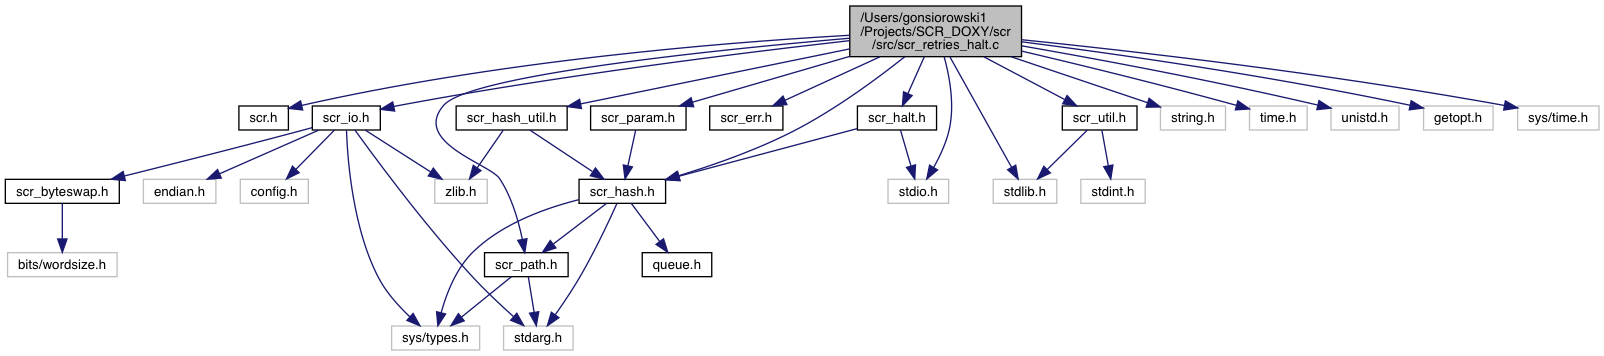 /Users/gonsiorowski1
/Projects/SCR_DOXY/scr
/src/scr_retries_halt.c
scr.h
scr_io.h
scr_hash_util.h
scr_param.h
scr_err.h
scr_halt.h
scr_util.h
string.h
time.h
unistd.h
getopt.h
sys/time.h
scr_byteswap.h
endian.h
config.h
zlib.h
scr_hash.h
stdio.h
stdlib.h
stdint.h
bits/wordsize.h
scr_path.h
queue.h
sys/types.h
stdarg.h